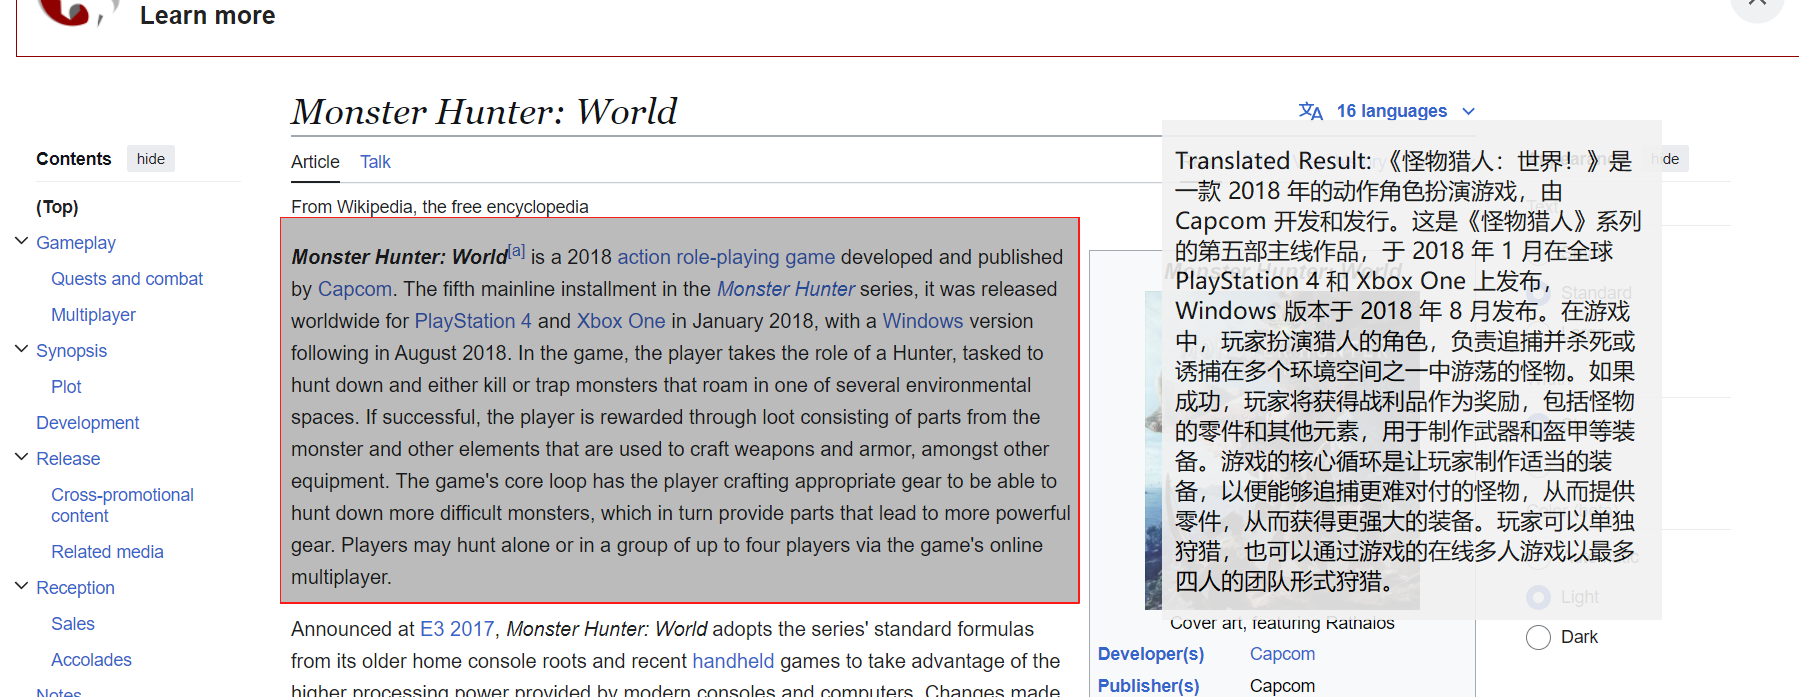 Learn more
Monster Hunter: World
16 languages
Contents hide
Article Talk
hide
(Top)
Gameplay
Quests and combat
Multiplayer
Synopsis
Plot
Development
Release
Cross-promotional
content
Related media
Reception
Sales
Accolades
Notes
From Wikipedia, the free encyclopedia
Monster Hunter: World[a] is a 2018 action role-playing game developed and published
by Capcom. The fifth mainline installment in the Monster Hunter series, it was released
worldwide for PlayStation 4 and Xbox One in January 2018, with a Windows version
following in August 2018. In the game, the player takes the role of a Hunter, tasked to
hunt down and either kill or trap monsters that roam in one of several environmental
spaces. If successful, the player is rewarded through loot consisting of parts from the
monster and other elements that are used to craft weapons and armor, amongst other
equipment. The game's core loop has the player crafting appropriate gear to be able to
hunt down more difficult monsters, which in turn provide parts that lead to more powerful
gear. Players may hunt alone or in a group of up to four players via the game's online
multiplayer.
Announced at E3 2017, Monster Hunter: World adopts the series' standard formulas
from its older home console roots and recent handheld games to take advantage of the
higher processing power provided by modern consoles and computers. Changes made
Translated Result: 《怪物猎人：世界！》是
一款 2018 年的动作角色扮演游戏，由
Capcom 开发和发行。这是《怪物猎人》系列
的第五部主线作品，于 2018 年 1 月在全球
PlayStation 4 和 Xbox One 上发布，
Windows 版本于 2018 年 8 月发布。在游戏
中，玩家扮演猎人的角色，负责追捕并杀死或
诱捕在多个环境空间之一中游荡的怪物。如果
成功，玩家将获得战利品作为奖励，包括怪物
的零件和其他元素，用于制作武器和盔甲等装
备。游戏的核心循环是让玩家制作适当的装
备，以便能够追捕更难对付的怪物，从而提供
零件，从而获得更强大的装备。玩家可以单独
狩猎，也可以通过游戏的在线多人游戏以最多
四人的团队形式狩猎。
Monster Hunter: World
Cover art, featuring Rathalos
Developer(s) Capcom
Publisher(s) Capcom
Text
Standard
Light
Dark